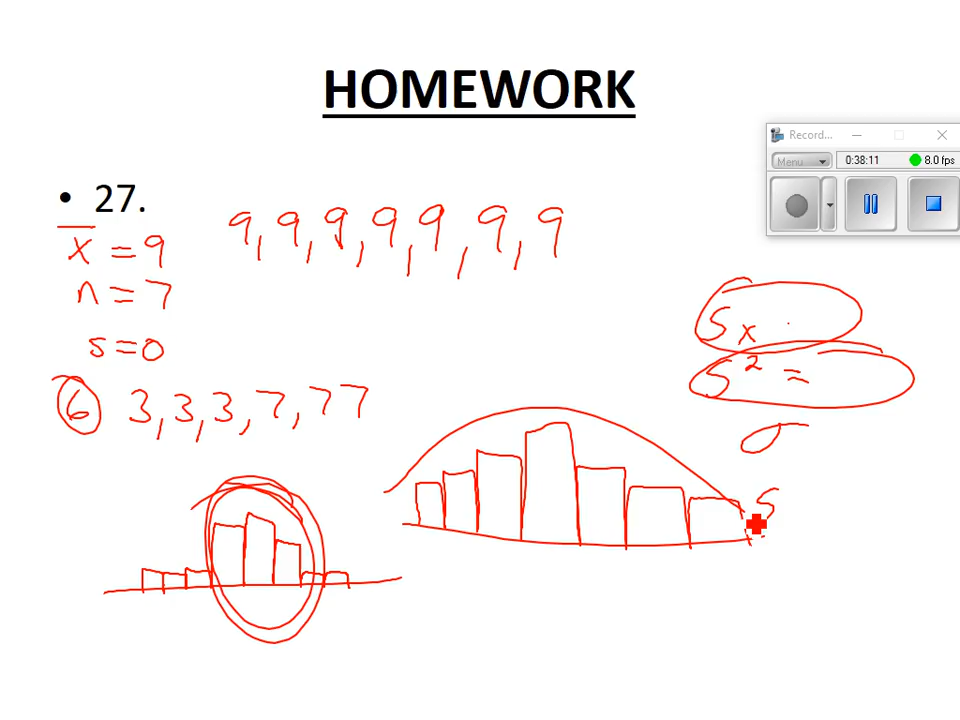 HOMEWORK
Record...
Menu
0:38:11
8.0 fps
• 27.
9, 9, 9, 9, 9, 9, 9
x̄ = 9
n = 7
s = 0
6 3, 3, 3, 7, 77
Sx
S² =
σ
S